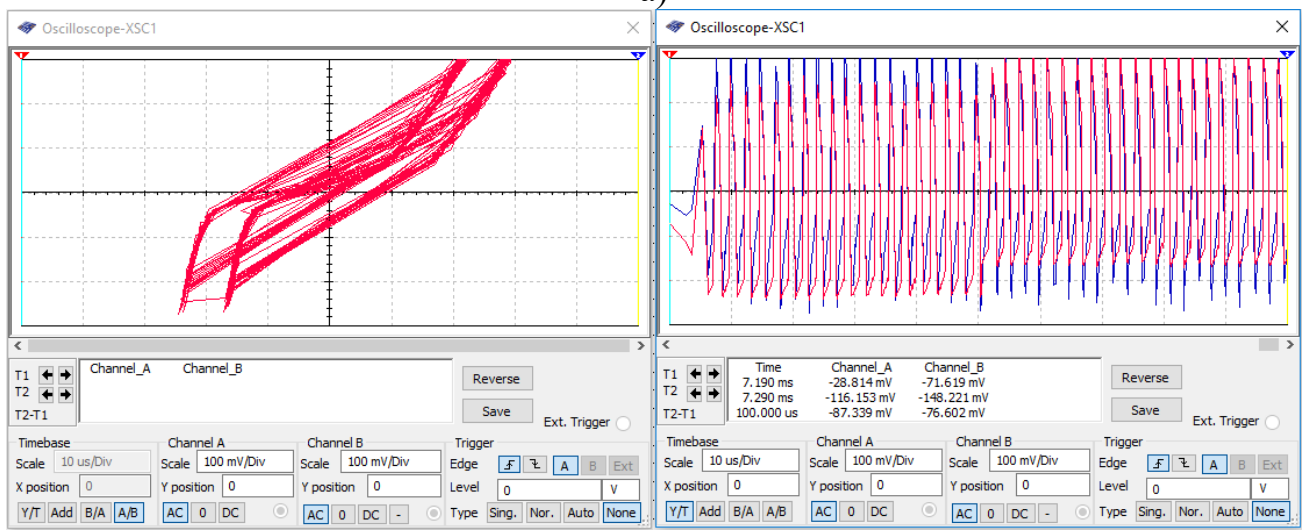 a)
Oscilloscope-XSC1
Channel_A Channel_B
T1
T2
T2-T1
Reverse
Save
Ext. Trigger
Timebase
Scale 10 us/Div
X position 0
Y/T Add B/A A/B
Channel A
Scale 100 mV/Div
Y position 0
AC 0 DC
Channel B
Scale 100 mV/Div
Y position 0
AC 0 DC -
Trigger
Edge A B Ext
Level 0 V
Type Sing. Nor. Auto None
Oscilloscope-XSC1
Time Channel_A Channel_B
T1 7.190 ms -28.814 mV -71.619 mV
T2 7.290 ms -116.153 mV -148.221 mV
T2-T1 100.000 us -87.339 mV -76.602 mV
Reverse
Save
Ext. Trigger
Timebase
Scale 10 us/Div
X position 0
Y/T Add B/A A/B
Channel A
Scale 100 mV/Div
Y position 0
AC 0 DC
Channel B
Scale 100 mV/Div
Y position 0
AC 0 DC -
Trigger
Edge A B Ext
Level 0 V
Type Sing. Nor. Auto None